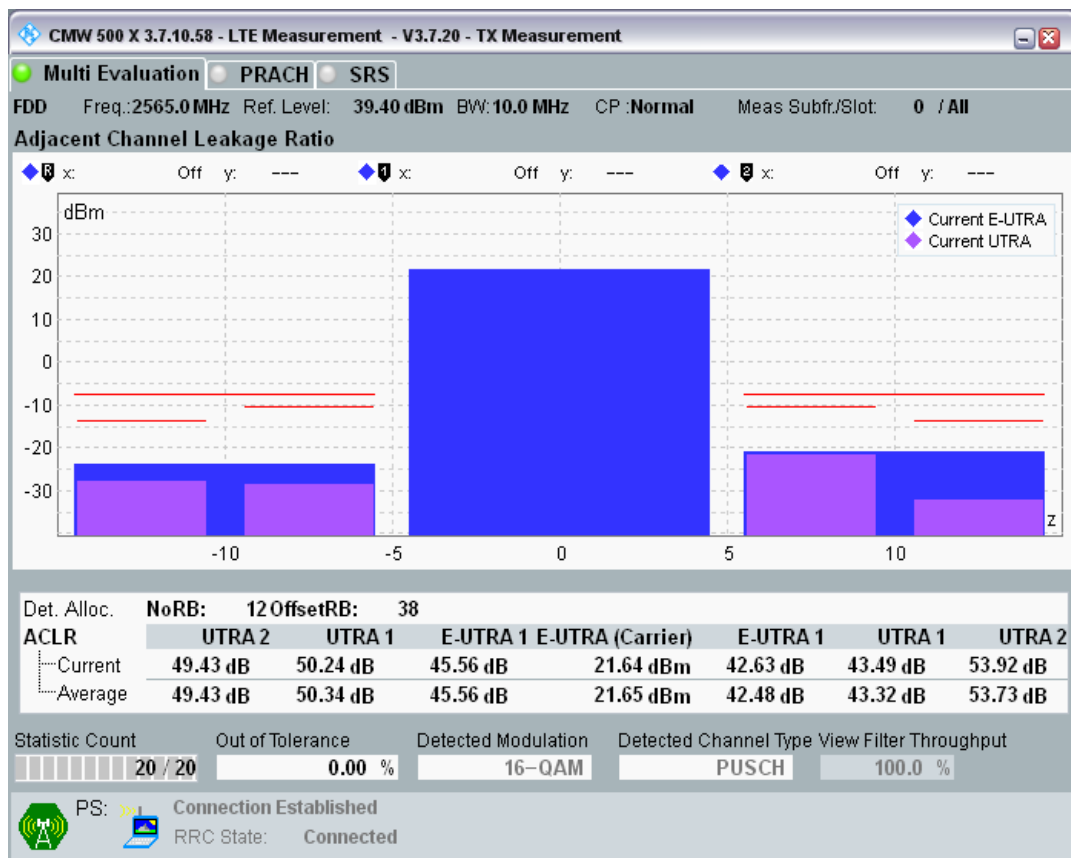 CMW 500 X 3.7.10.58 - LTE Measurement - V3.7.20 - TX Measurement
Multi Evaluation PRACH SRS
FDD Freq.:2565.0 MHz Ref. Level: 39.40 dBm BW: 10.0 MHz CP :Normal Meas Subfr./Slot: 0 / All
Adjacent Channel Leakage Ratio
R x: Off y: --- 1 x: Off y: --- 2 x: Off y: ---
dBm
Current E-UTRA
Current UTRA
30
20
10
0
-10
-20
-30
z
-10 -5 0 5 10
Det. Alloc. NoRB: 12 OffsetRB: 38
ACLR UTRA 2 UTRA 1 E-UTRA 1 E-UTRA (Carrier) E-UTRA 1 UTRA 1 UTRA 2
Current 49.43 dB 50.24 dB 45.56 dB 21.64 dBm 42.63 dB 43.49 dB 53.92 dB
Average 49.43 dB 50.34 dB 45.56 dB 21.65 dBm 42.48 dB 43.32 dB 53.73 dB
Statistic Count Out of Tolerance Detected Modulation Detected Channel Type View Filter Throughput
20 / 20 0.00 % 16-QAM PUSCH 100.0 %
PS: Connection Established
RRC State: Connected